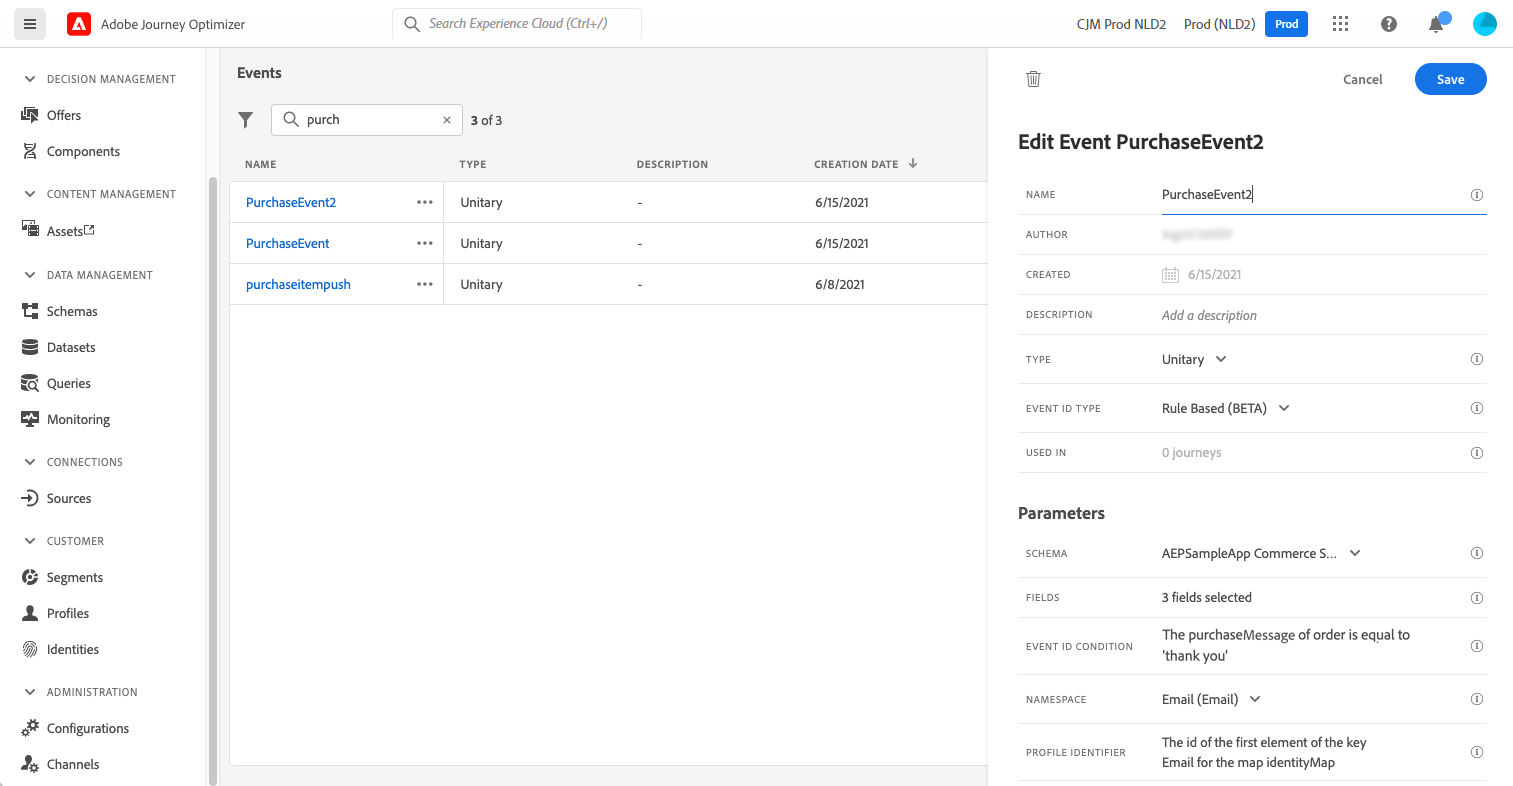 Adobe Journey Optimizer
Search Experience Cloud (Ctrl+/)
CJM Prod NLD2
Prod (NLD2)
Prod
DECISION MANAGEMENT
Offers
Components
CONTENT MANAGEMENT
Assets
DATA MANAGEMENT
Schemas
Datasets
Queries
Monitoring
CONNECTIONS
Sources
CUSTOMER
Segments
Profiles
Identities
ADMINISTRATION
Configurations
Channels
Events
purch
3 of 3
NAME TYPE DESCRIPTION CREATION DATE
PurchaseEvent2 ••• Unitary - 6/15/2021
PurchaseEvent ••• Unitary - 6/15/2021
purchaseitempush ••• Unitary - 6/8/2021
Cancel
Save
Edit Event PurchaseEvent2
NAME PurchaseEvent2
AUTHOR
CREATED 6/15/2021
DESCRIPTION Add a description
TYPE Unitary
EVENT ID TYPE Rule Based (BETA)
USED IN 0 journeys
Parameters
SCHEMA AEPSampleApp Commerce S...
FIELDS 3 fields selected
EVENT ID CONDITION The purchaseMessage of order is equal to
'thank you'
NAMESPACE Email (Email)
PROFILE IDENTIFIER The id of the first element of the key
Email for the map identityMap